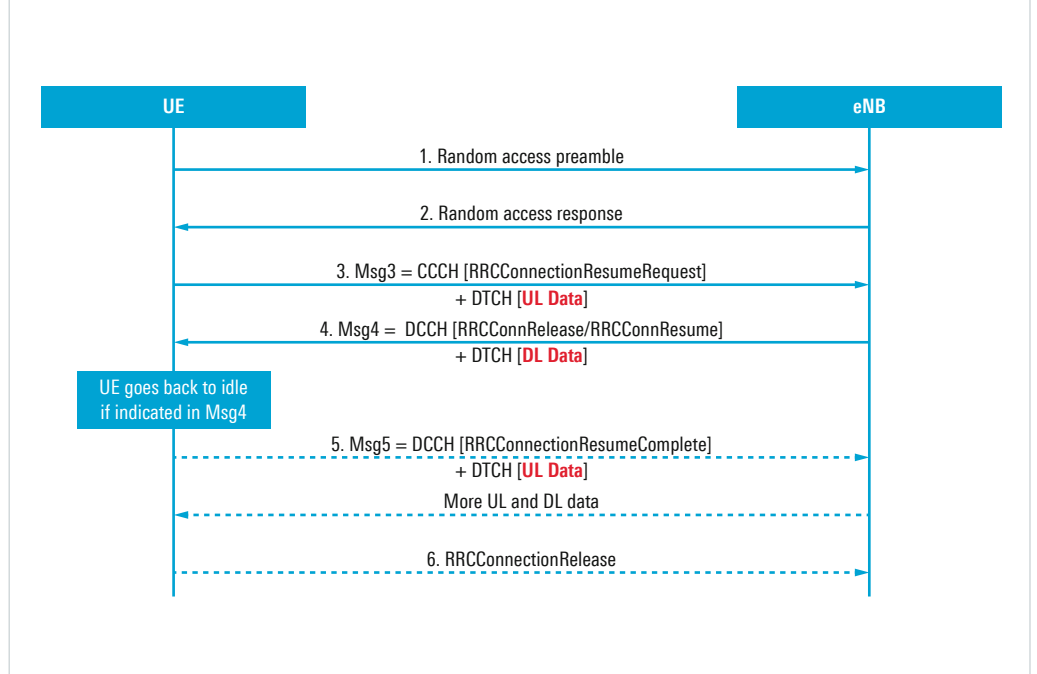 UE
eNB
1. Random access preamble
2. Random access response
3. Msg3 = CCCH [RRCConnectionResumeRequest]
+ DTCH [UL Data]
4. Msg4 = DCCH [RRCConnRelease/RRCConnResume]
+ DTCH [DL Data]
UE goes back to idle
if indicated in Msg4
5. Msg5 = DCCH [RRCConnectionResumeComplete]
+ DTCH [UL Data]
More UL and DL data
6. RRCConnectionRelease